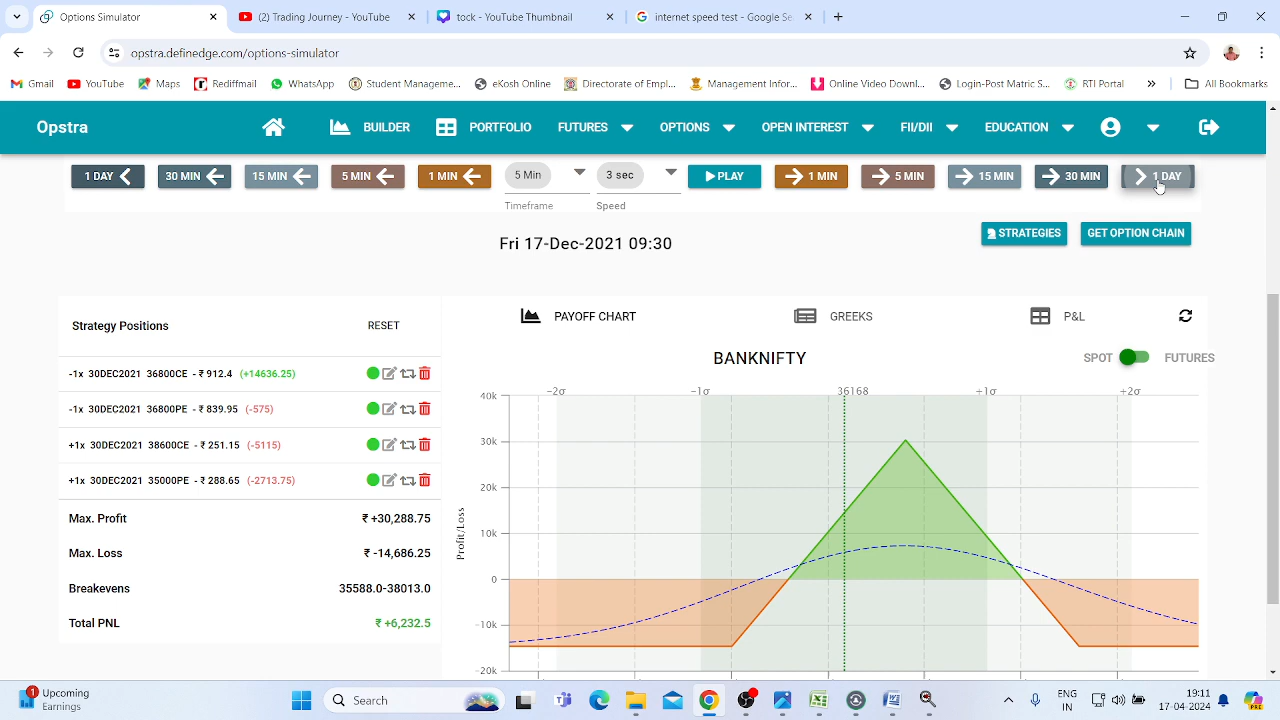 (2) Trading Journey - YouTube
tock - YouTube Thumbnail
internet speed test - Google Se
opstra.definedge.com/options-simulator
Gmail YouTube Maps Rediffmail WhatsApp Student Manageme... eKosh Online Directorate of Empl... Management Infor... Online Video Downl... Login-Post Matric S... RTI Portal » All Bookmarks
Opstra BUILDER PORTFOLIO FUTURES OPTIONS OPEN INTEREST FII/DII EDUCATION
1 DAY 30 MIN 15 MIN 5 MIN 1 MIN 5 Min 3 sec PLAY 1 MIN 5 MIN 15 MIN 30 MIN 1 DAY
Timeframe Speed
Fri 17-Dec-2021 09:30 STRATEGIES GET OPTION CHAIN
Strategy Positions RESET
PAYOFF CHART GREEKS P&L
BANKNIFTY SPOT FUTURES
-1x 30DEC2021 36800CE - ₹ 912.4 (+14636.25)
-1x 30DEC2021 36800PE - ₹ 839.95 (-575)
+1x 30DEC2021 38600CE - ₹ 251.15 (-5115)
+1x 30DEC2021 35000PE - ₹ 288.65 (-2713.75)
Max. Profit ₹ +30,288.75
Max. Loss ₹ -14,686.25
Breakevens 35588.0-38013.0
Total PNL ₹ +6,232.5
-2σ -1σ 36168 +1σ +2σ
40k
30k
20k
10k
0
-10k
-20k
Profit/Loss
1 Upcoming
Earnings
Search
ENG
IN
19:11
17-04-2024
PRE